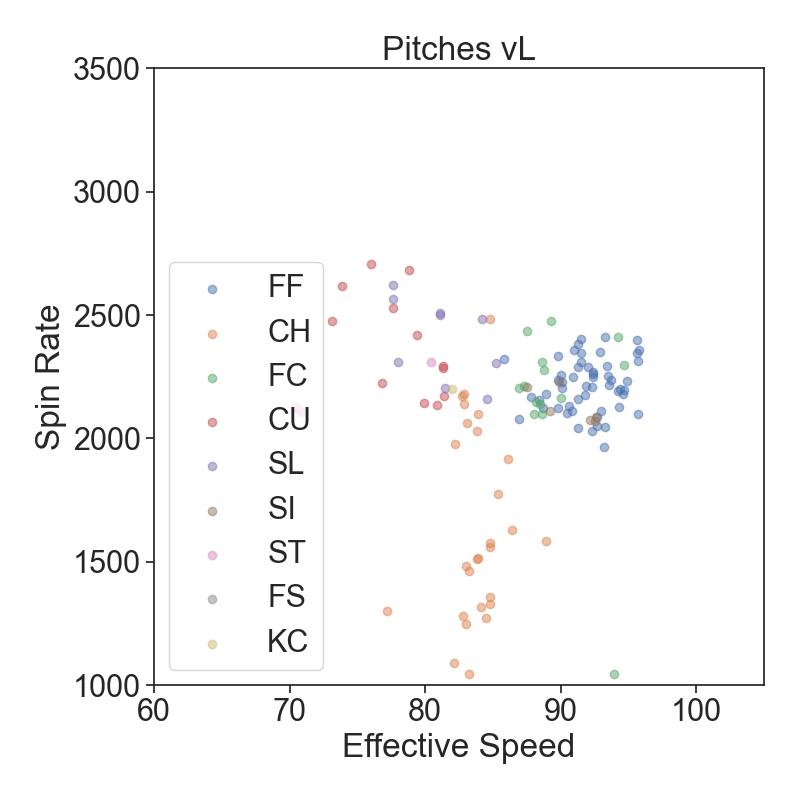 Pitches vL
3500
3000
2500
2000
1500
1000
Spin Rate
FF
CH
FC
CU
SL
SI
ST
FS
KC
60 70 80 90 100
Effective Speed